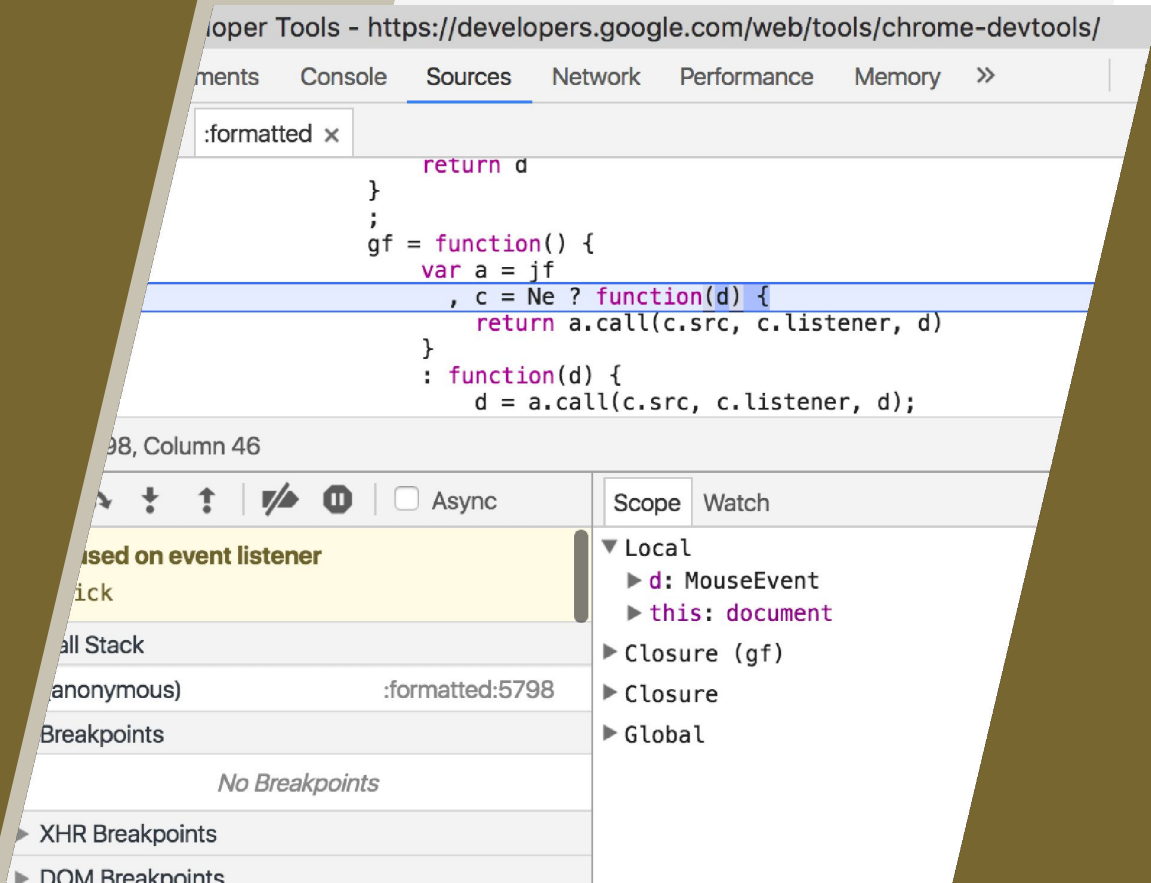 loper Tools - https://developers.google.com/web/tools/chrome-devtools/
ments Console Sources Network Performance Memory »
:formatted ×
return d
}
;
gf = function() {
var a = jf
, c = Ne ? function(d) {
return a.call(c.src, c.listener, d)
}
: function(d) {
d = a.call(c.src, c.listener, d);
98, Column 46
Async
used on event listener
ick
all Stack
(anonymous) :formatted:5798
Breakpoints
No Breakpoints
XHR Breakpoints
DOM Breakpoints
Scope Watch
Local
d: MouseEvent
this: document
Closure (gf)
Closure
Global